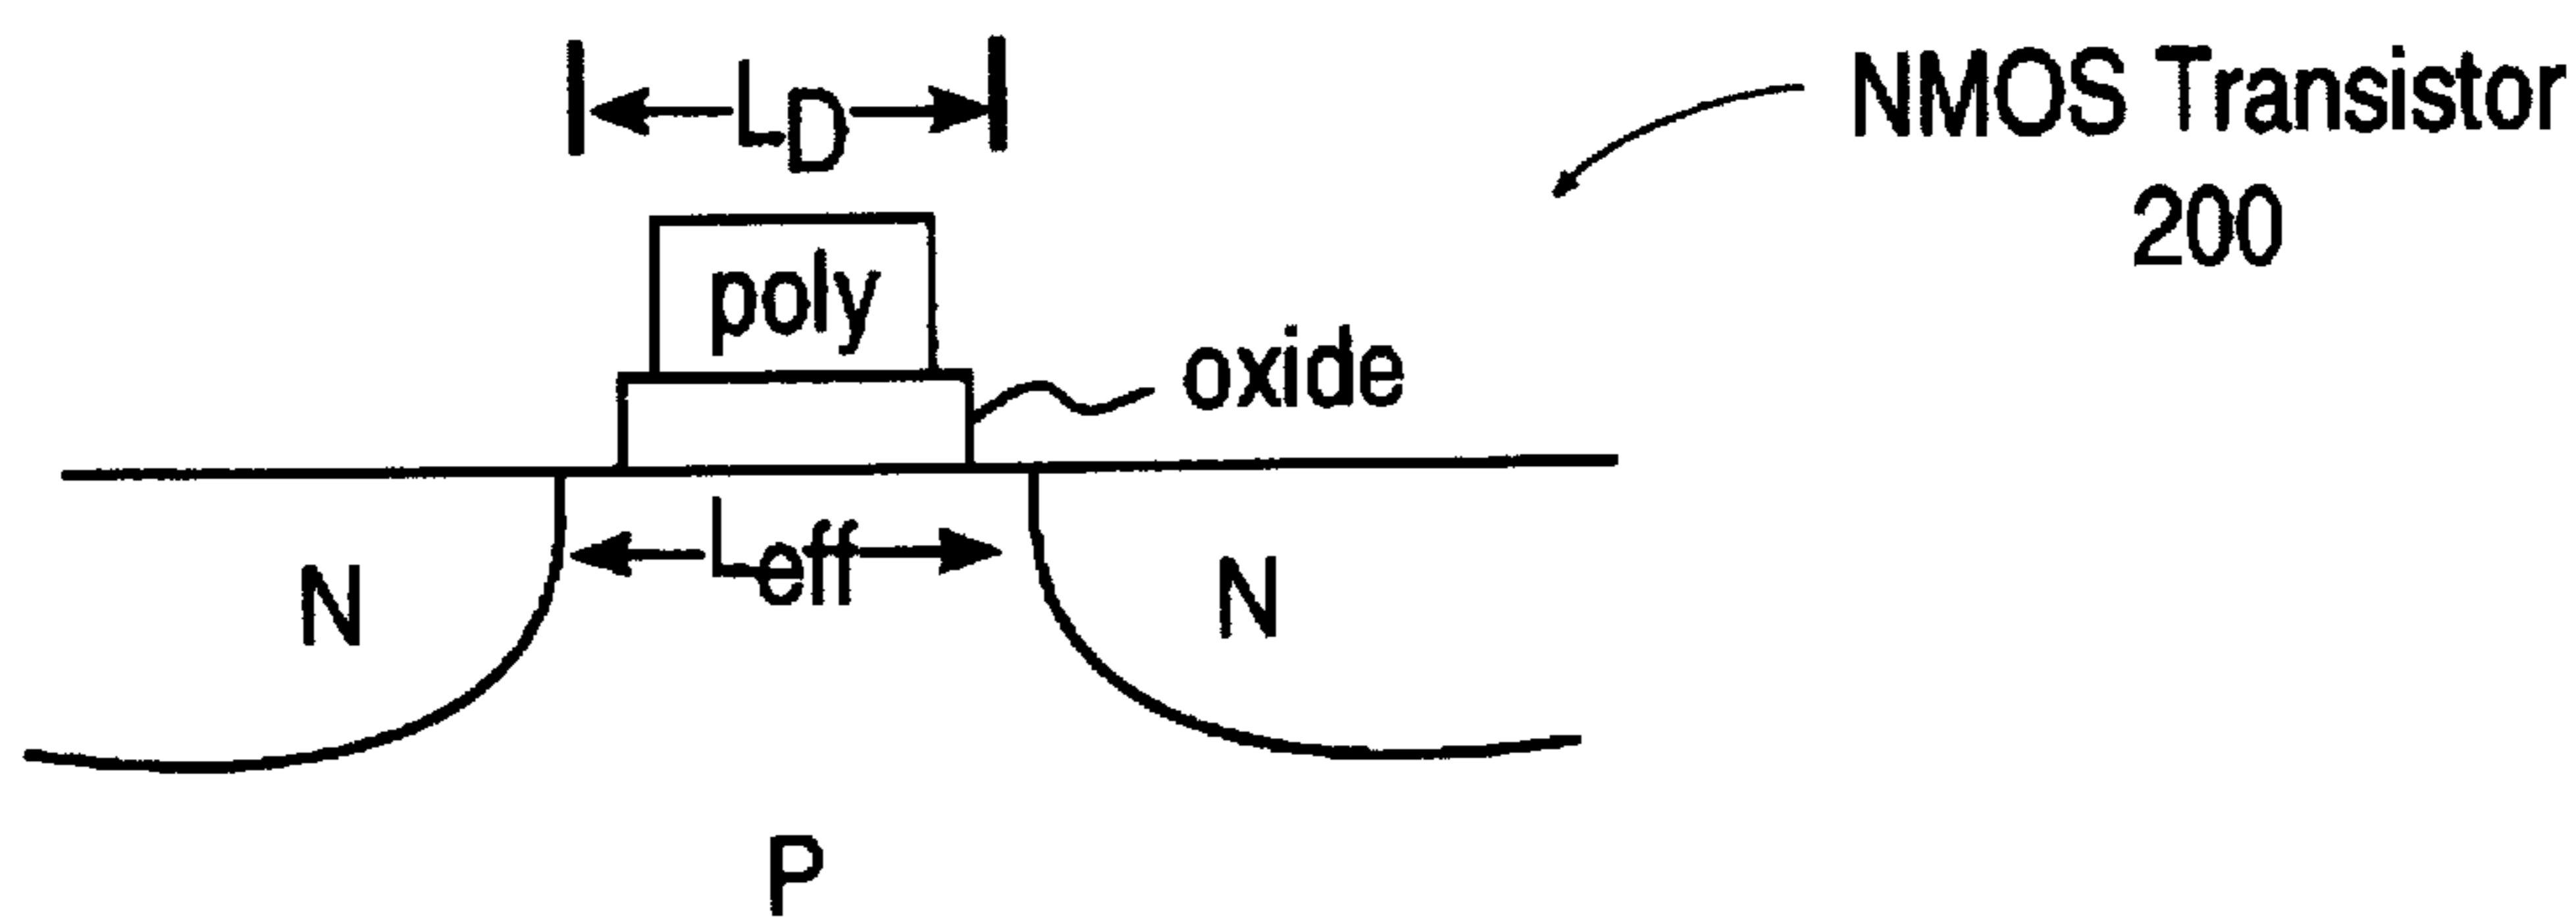 LD
NMOS Transistor
200
poly
oxide
Leff
N
N
P